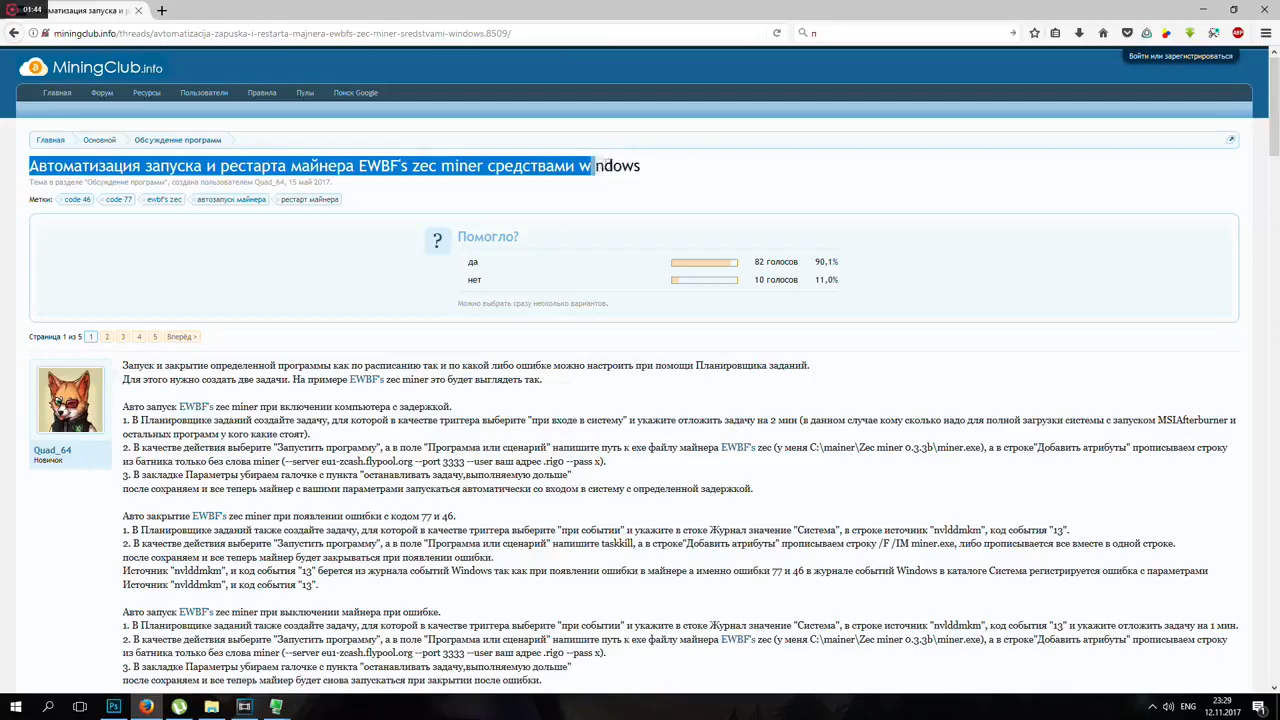 01:44
томатизация запуска и р
miningclub.info/threads/avtomatizacija-zapuska-i-restarta-majnera-ewbfs-zec-miner-sredstvami-windows.8509/
п
ABP
MiningClub.info
Войти или зарегистрироваться
Главная Форум Ресурсы Пользователи Правила Пулы Поиск Google
Главная Основной Обсуждение программ
Автоматизация запуска и рестарта майнера EWBF's zec miner средствами windows
Тема в разделе "Обсуждение программ", создана пользователем Quad_64, 15 май 2017.
Метки: code 46 code 77 ewbf's zec автозапуск майнера рестарт майнера
? Помогло?
да 82 голосов 90,1%
нет 10 голосов 11,0%
Можно выбрать сразу несколько вариантов.
Страница 1 из 5 1 2 3 4 5 Вперёд >
Quad_64
Новичок
Запуск и закрытие определенной программы как по расписанию так и по какой либо ошибке можно настроить при помощи Планировщика заданий.
Для этого нужно создать две задачи. На примере EWBF's zec miner это будет выглядеть так.
Авто запуск EWBF's zec miner при включении компьютера с задержкой.
1. В Планировщике заданий создайте задачу, для которой в качестве триггера выберите "при входе в систему" и укажите отложить задачу на 2 мин (в данном случае кому сколько надо для полной загрузки системы с запуском MSIAfterburner и
остальных программ у кого какие стоят).
2. В качестве действия выберите "Запустить программу", а в поле "Программа или сценарий" напишите путь к exe файлу майнера EWBF's zec (у меня C:\mainer\Zec miner 0.3.3b\miner.exe), а в строке"Добавить атрибуты" прописываем строку
из батника только без слова miner (--server eu1-zcash.flypool.org --port 3333 --user ваш адрес .rig0 --pass x).
3. В закладке Параметры убираем галочке с пункта "останавливать задачу,выполняемую дольше"
после сохраняем и все теперь майнер с вашими параметрами запускаться автоматически со входом в систему с определенной задержкой.
Авто закрытие EWBF's zec miner при появлении ошибки с кодом 77 и 46.
1. В Планировщике заданий также создайте задачу, для которой в качестве триггера выберите "при событии" и укажите в стоке Журнал значение "Система", в строке источник "nvlddmkm", код события "13".
2. В качестве действия выберите "Запустить программу", а в поле "Программа или сценарий" напишите taskkill, а в строке"Добавить атрибуты" прописываем строку /F /IM miner.exe, либо прописывается все вместе в одной строке.
после сохраняем и все теперь майнер будет закрываться при появлении ошибки.
Источник "nvlddmkm", и код события "13" берется из журнала событий Windows так как при появлении ошибки в майнере а именно ошибки 77 и 46 в журнале событий Windows в каталоге Система регистрируется ошибка с параметрами
Источник "nvlddmkm", и код события "13".
Авто запуск EWBF's zec miner при выключении майнера при ошибке.
1. В Планировщике заданий также создайте задачу, для которой в качестве триггера выберите "при событии" и укажите в стоке Журнал значение "Система", в строке источник "nvlddmkm", код события "13" и укажите отложить задачу на 1 мин.
2. В качестве действия выберите "Запустить программу", а в поле "Программа или сценарий" напишите путь к exe файлу майнера EWBF's zec (у меня C:\mainer\Zec miner 0.3.3b\miner.exe), а в строке"Добавить атрибуты" прописываем строку
из батника только без слова miner (--server eu1-zcash.flypool.org --port 3333 --user ваш адрес .rig0 --pass x).
3. В закладке Параметры убираем галочке с пункта "останавливать задачу,выполняемую дольше"
после сохраняем и все теперь майнер будет снова запускаться при закрытии после ошибки.
Ps
ENG
23:29
12.11.2017
1